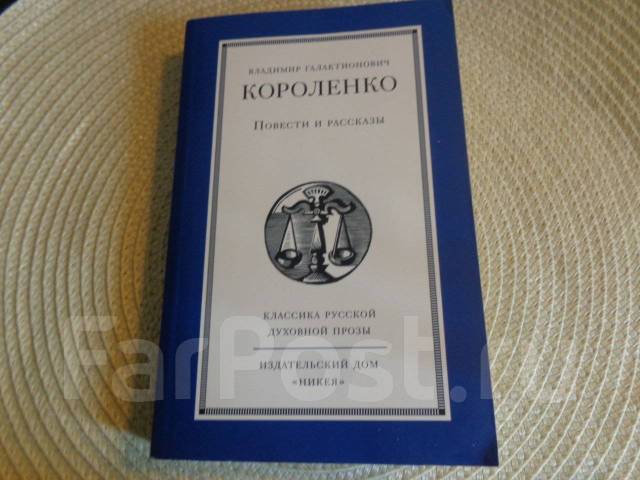 ВЛАДИМИР ГАЛАКТИОНОВИЧ
КОРОЛЕНКО
ПОВЕСТИ И РАССКАЗЫ
КЛАССИКА РУССКОЙ
ДУХОВНОЙ ПРОЗЫ
ИЗДАТЕЛЬСКИЙ ДОМ
«НИКЕЯ»
FarPost.ru